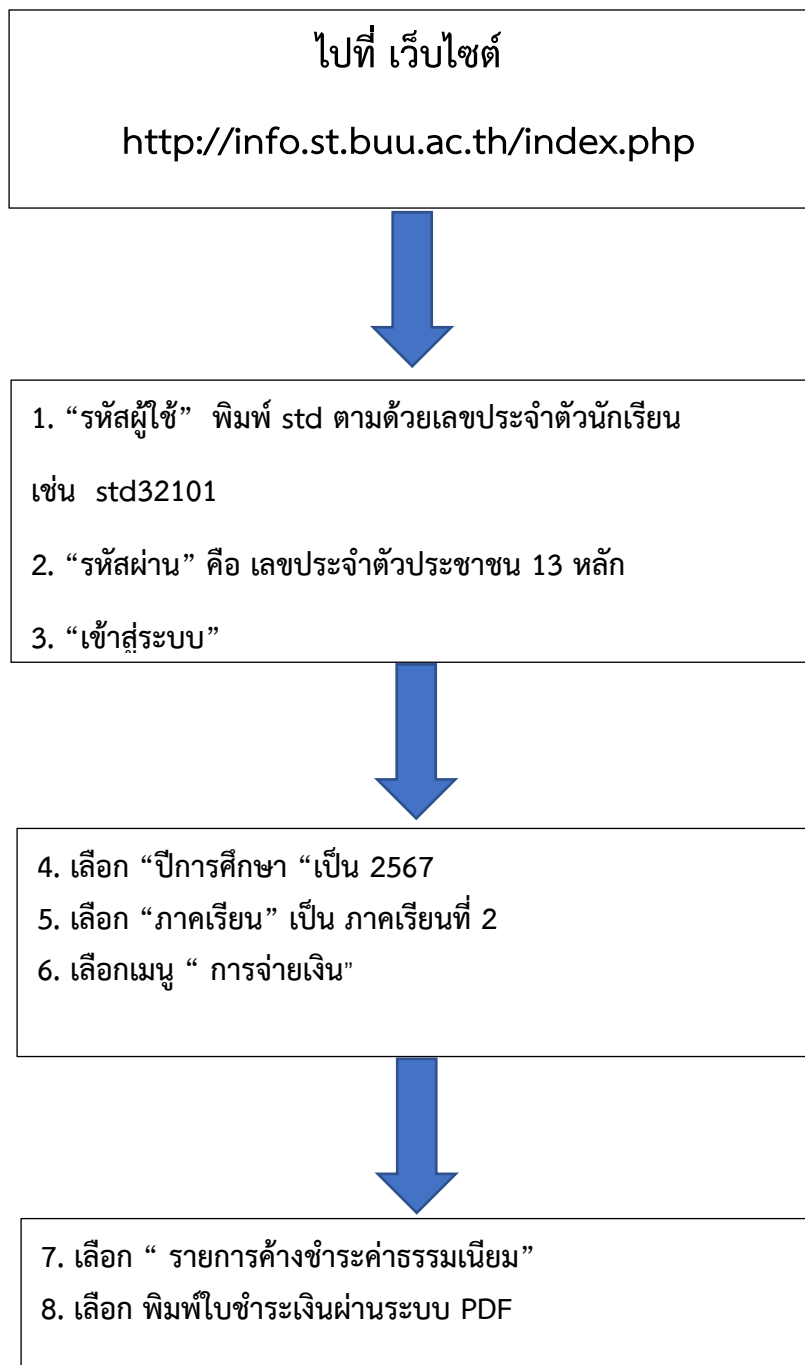 ไปที่ เว็บไซต์
http://info.st.buu.ac.th/index.php
1. “รหัสผู้ใช้” พิมพ์ std ตามด้วยเลขประจำตัวนักเรียน
เช่น std32101
2. “รหัสผ่าน” คือ เลขประจำตัวประชาชน 13 หลัก
3. “เข้าสู่ระบบ”
4. เลือก “ปีการศึกษา “เป็น 2567
5. เลือก “ภาคเรียน” เป็น ภาคเรียนที่ 2
6. เลือกเมนู “ การจ่ายเงิน”
7. เลือก “ รายการค้างชำระค่าธรรมเนียม”
8. เลือก พิมพ์ใบชำระเงินผ่านระบบ PDF